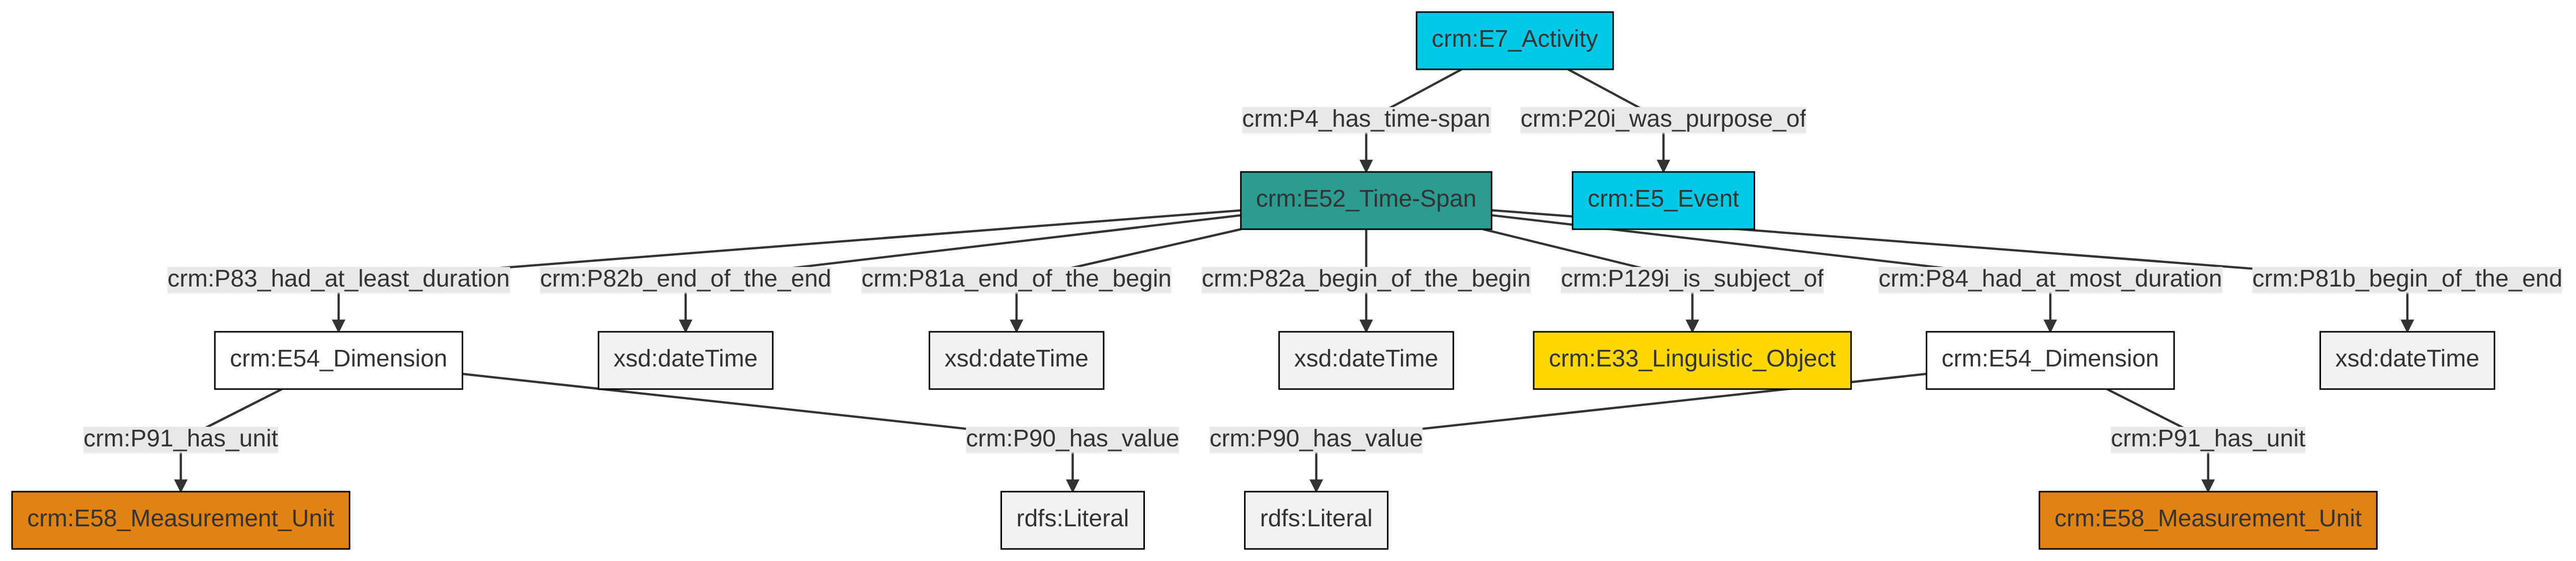 crm:E7_Activity
crm:P4_has_time-span
crm:P20i_was_purpose_of
crm:E52_Time-Span
crm:E5_Event
crm:P83_had_at_least_duration
crm:P82b_end_of_the_end
crm:P81a_end_of_the_begin
crm:P82a_begin_of_the_begin
crm:P129i_is_subject_of
crm:P84_had_at_most_duration
crm:P81b_begin_of_the_end
crm:E54_Dimension
xsd:dateTime
xsd:dateTime
xsd:dateTime
crm:E33_Linguistic_Object
crm:E54_Dimension
xsd:dateTime
crm:P91_has_unit
crm:P90_has_value
crm:P90_has_value
crm:P91_has_unit
crm:E58_Measurement_Unit
rdfs:Literal
rdfs:Literal
crm:E58_Measurement_Unit